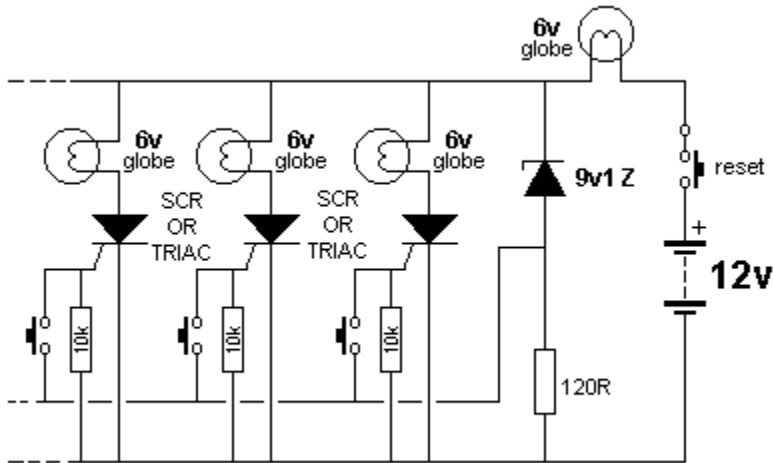 6v
globe
6v
globe
6v
globe
6v
globe
SCR
OR
TRIAC
SCR
OR
TRIAC
9v1 Z
reset
+
12v
10k
10k
10k
120R